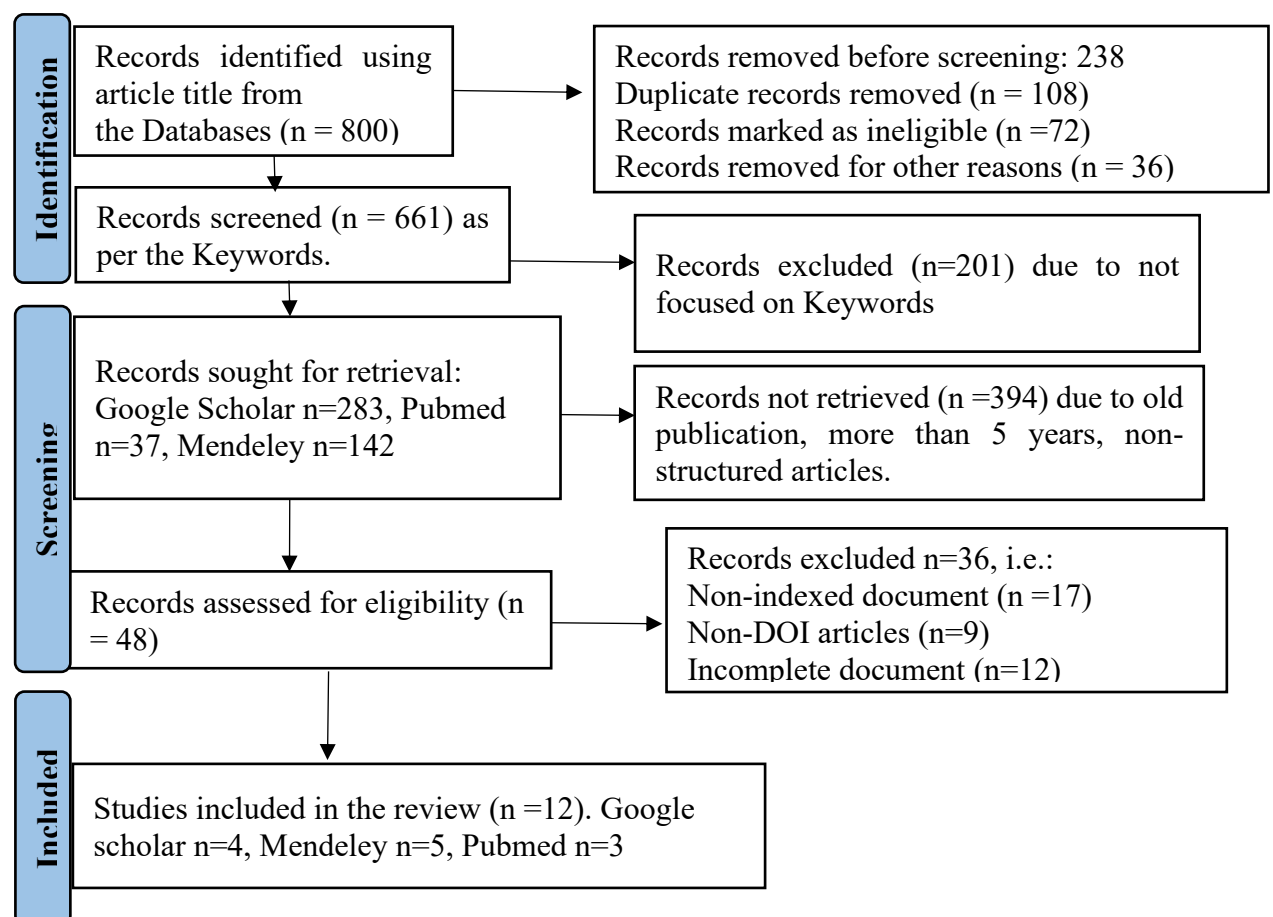 Identification
Records identified using
article title from
the Databases (n = 800)
Records removed before screening: 238
Duplicate records removed (n = 108)
Records marked as ineligible (n =72)
Records removed for other reasons (n = 36)
Records screened (n = 661) as
per the Keywords.
Records excluded (n=201) due to not
focused on Keywords
Screening
Records sought for retrieval:
Google Scholar n=283, Pubmed
n=37, Mendeley n=142
Records not retrieved (n =394) due to old
publication, more than 5 years, non-
structured articles.
Records assessed for eligibility (n
= 48)
Records excluded n=36, i.e.:
Non-indexed document (n =17)
Non-DOI articles (n=9)
Incomplete document (n=12)
Included
Studies included in the review (n =12). Google
scholar n=4, Mendeley n=5, Pubmed n=3